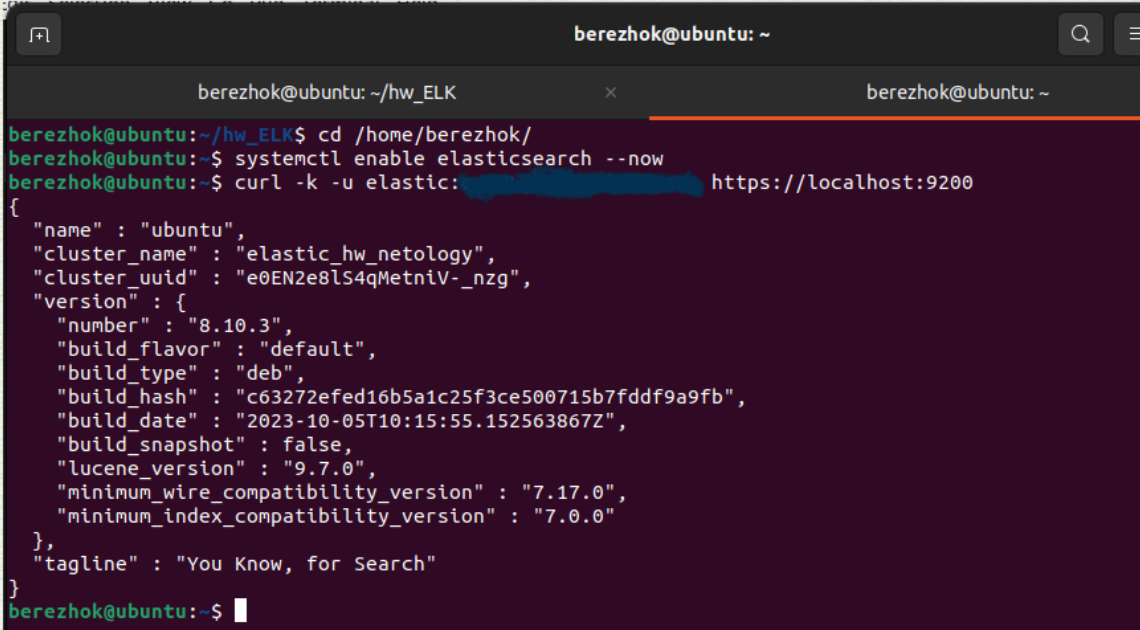 berezhok@ubuntu: ~
berezhok@ubuntu: ~/hw_ELK × berezhok@ubuntu: ~
berezhok@ubuntu:~/hw_ELK$ cd /home/berezhok/
berezhok@ubuntu:~$ systemctl enable elasticsearch --now
berezhok@ubuntu:~$ curl -k -u elastic: https://localhost:9200
{
  "name" : "ubuntu",
  "cluster_name" : "elastic_hw_netology",
  "cluster_uuid" : "e0EN2e8lS4qMetniV-_nzg",
  "version" : {
    "number" : "8.10.3",
    "build_flavor" : "default",
    "build_type" : "deb",
    "build_hash" : "c63272efed16b5a1c25f3ce500715b7fddf9a9fb",
    "build_date" : "2023-10-05T10:15:55.152563867Z",
    "build_snapshot" : false,
    "lucene_version" : "9.7.0",
    "minimum_wire_compatibility_version" : "7.17.0",
    "minimum_index_compatibility_version" : "7.0.0"
  },
  "tagline" : "You Know, for Search"
}
berezhok@ubuntu:~$